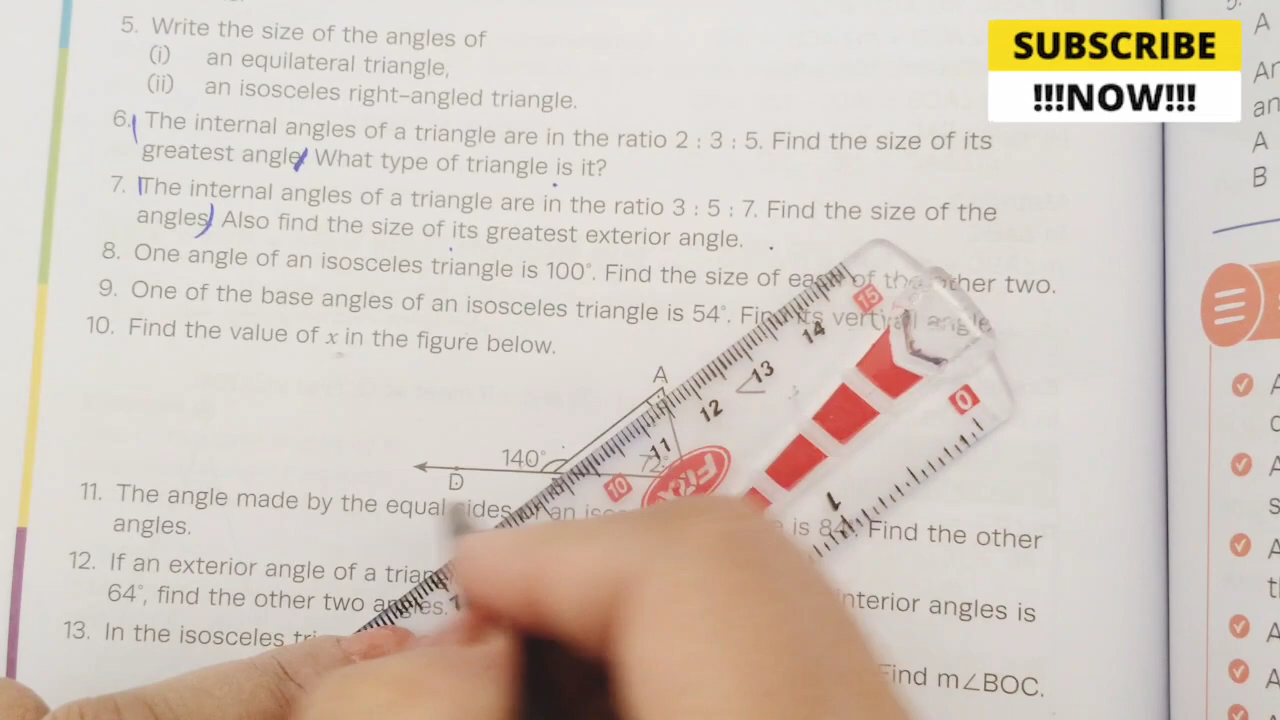 5. Write the size of the angles of
(i) an equilateral triangle,
(ii) an isosceles right-angled triangle.
6. The internal angles of a triangle are in the ratio 2 : 3 : 5. Find the size of its
greatest angle. What type of triangle is it?
7. The internal angles of a triangle are in the ratio 3 : 5 : 7. Find the size of the
angles. Also find the size of its greatest exterior angle.
8. One angle of an isosceles triangle is 100°. Find the size of each of the other two.
9. One of the base angles of an isosceles triangle is 54°. Find its vertical angle
10. Find the value of x in the figure below.
A
140°
72°
D
11. The angle made by the equal sides of an is 84°. Find the other
angles.
12. If an exterior angle of a interior angles is
64°, find the other two angles.
13. In the isosceles Find m∠BOC.
15
14
13
12
11
10
0
1
SUBSCRIBE
!!!NOW!!!
A
A
B